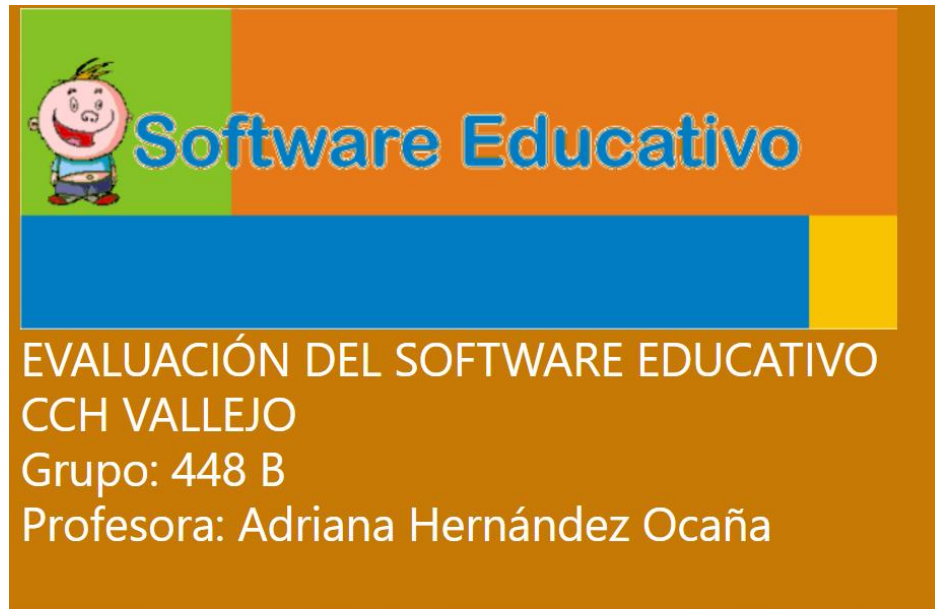 Software Educativo
EVALUACIÓN DEL SOFTWARE EDUCATIVO
CCH VALLEJO
Grupo: 448 B
Profesora: Adriana Hernández Ocaña